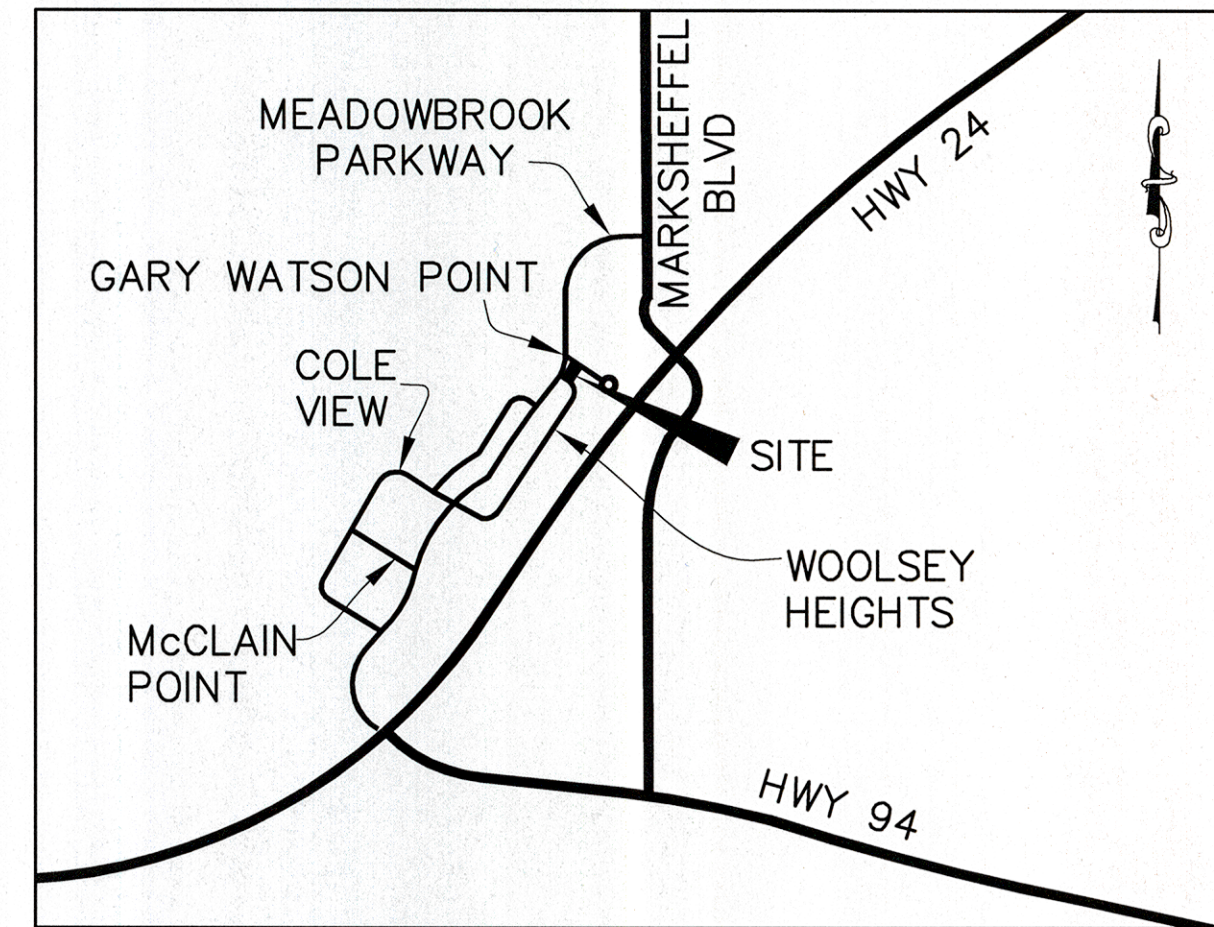 MEADOWBROOK
PARKWAY
MARKSHEFFEL
BLVD
HWY 24
GARY WATSON POINT
COLE
VIEW
SITE
WOOLSEY
HEIGHTS
McCLAIN
POINT
HWY 94